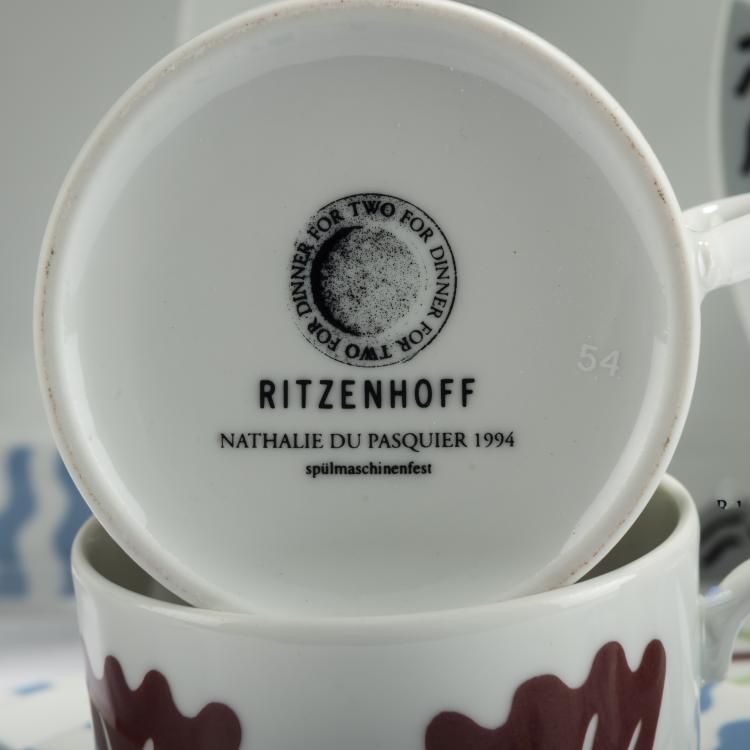 FOR TWO FOR DINNER FOR TWO FOR DINNER
54
RITZENHOFF
NATHALIE DU PASQUIER 1994
spülmaschinenfest